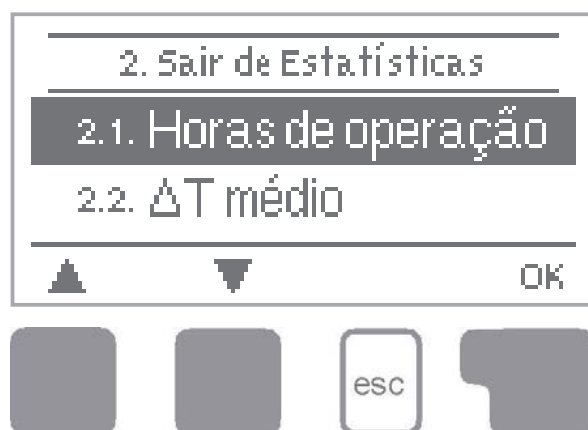 2. Sair de Estatísticas
2.1. Horas de operação
2.2. ΔT médio
OK
esc